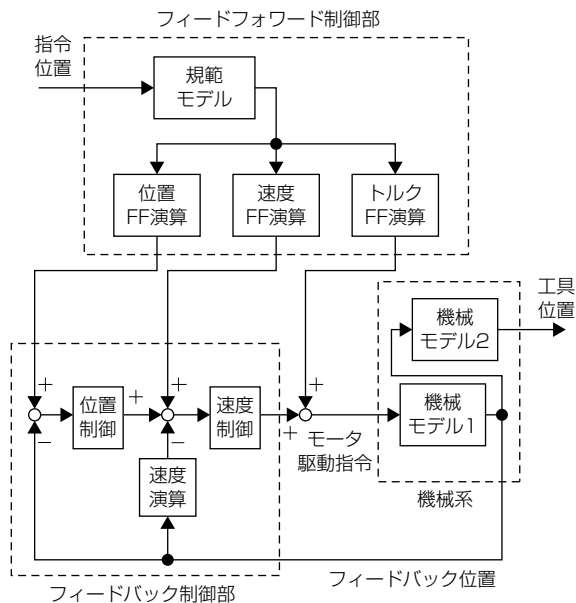 フィードフォワード制御部
指令
位置
規範
モデル
位置
FF演算
速度
FF演算
トルク
FF演算
工具
位置
機械
モデル2
+
+
+
位置
制御
+
速度
制御
+
機械
モデル1
−
−
モータ
駆動指令
速度
演算
機械系
フィードバック位置
フィードバック制御部